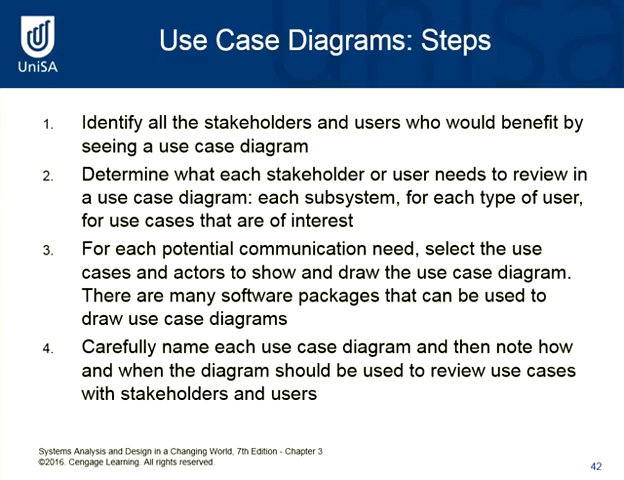 UniSA
Use Case Diagrams: Steps
1. Identify all the stakeholders and users who would benefit by
seeing a use case diagram
2. Determine what each stakeholder or user needs to review in
a use case diagram: each subsystem, for each type of user,
for use cases that are of interest
3. For each potential communication need, select the use
cases and actors to show and draw the use case diagram.
There are many software packages that can be used to
draw use case diagrams
4. Carefully name each use case diagram and then note how
and when the diagram should be used to review use cases
with stakeholders and users
Systems Analysis and Design in a Changing World, 7th Edition - Chapter 3
©2016. Cengage Learning. All rights reserved.
42